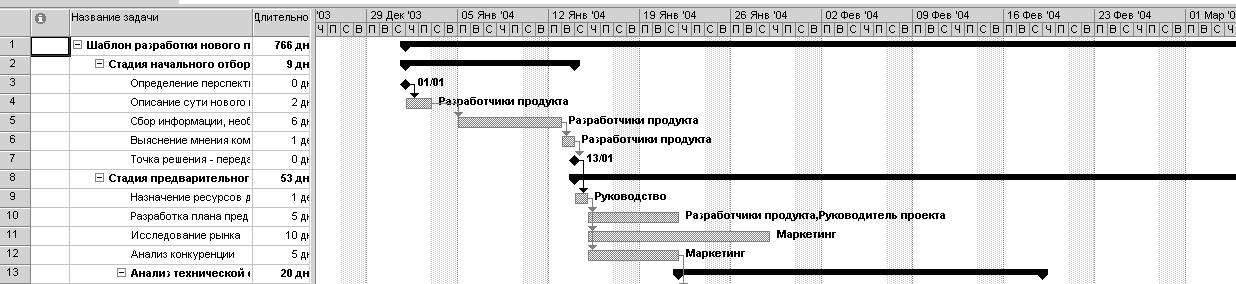 Название задачи Длительно '03 29 Дек '03 05 Янв '04 12 Янв '04 19 Янв '04 26 Янв '04 02 Фев '04 09 Фев '04 16 Фев '04 23 Фев '04 01 Мар '0
Ч П С В П В С Ч П С В П В С Ч П С В П В С Ч П С В П В С Ч П С В П В С Ч П С В П В С Ч П С В П В С Ч П С В П В С Ч П С В П В С Ч П С В П В С Ч
1 Шаблон разработки нового п 766 дн
2 Стадия начального отбор 9 дн
3 Определение перспект 0 дн 01/01
4 Описание сути нового 2 дн Разработчики продукта
5 Сбор информации, необ 6 дн Разработчики продукта
6 Выяснение мнения ком 1 де Разработчики продукта
7 Точка решения - переда 0 дн 13/01
8 Стадия предварительног 53 дн
9 Назначение ресурсов д 1 де Руководство
10 Разработка плана пред 5 дн Разработчики продукта,Руководитель проекта
11 Исследование рынка 10 дн Маркетинг
12 Анализ конкуренции 5 дн Маркетинг
13 Анализ технической 20 дн